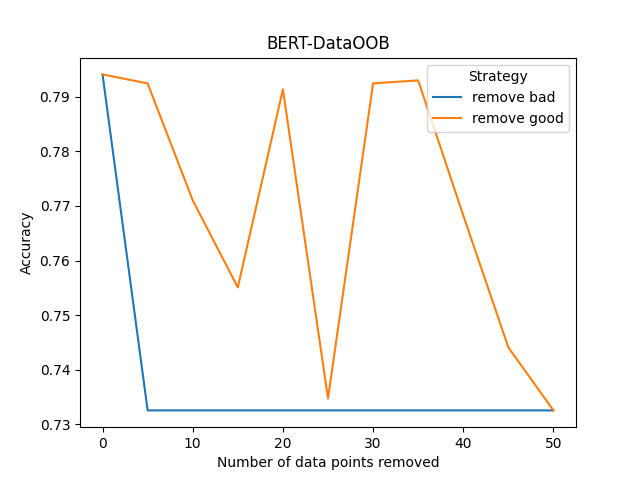 BERT-DataOOB
Strategy
remove bad
remove good
0.79
0.78
0.77
0.76
0.75
0.74
0.73
Accuracy
0 10 20 30 40 50
Number of data points removed